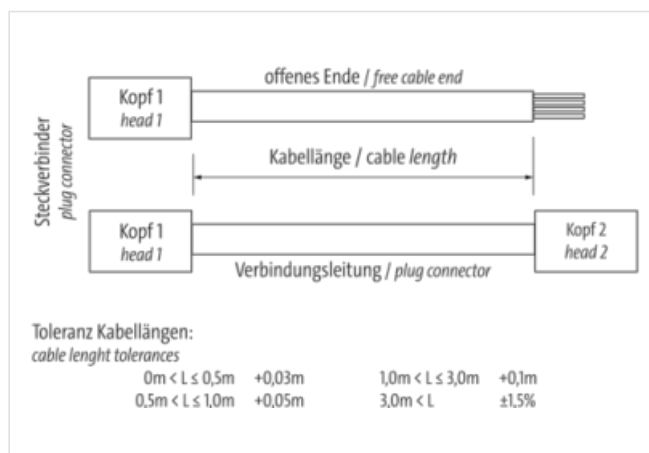 offenes Ende / free cable end
Kopf 1
head 1
Steckverbinder
plug connector
Kabellänge / cable length
Kopf 1
head 1
Kopf 2
head 2
Verbindungsleitung / plug connector
Toleranz Kabellängen:
cable lenght tolerances
0m < L ≤ 0,5m +0,03m 1,0m < L ≤ 3,0m +0,1m
0,5m < L ≤ 1,0m +0,05m 3,0m < L ±1,5%